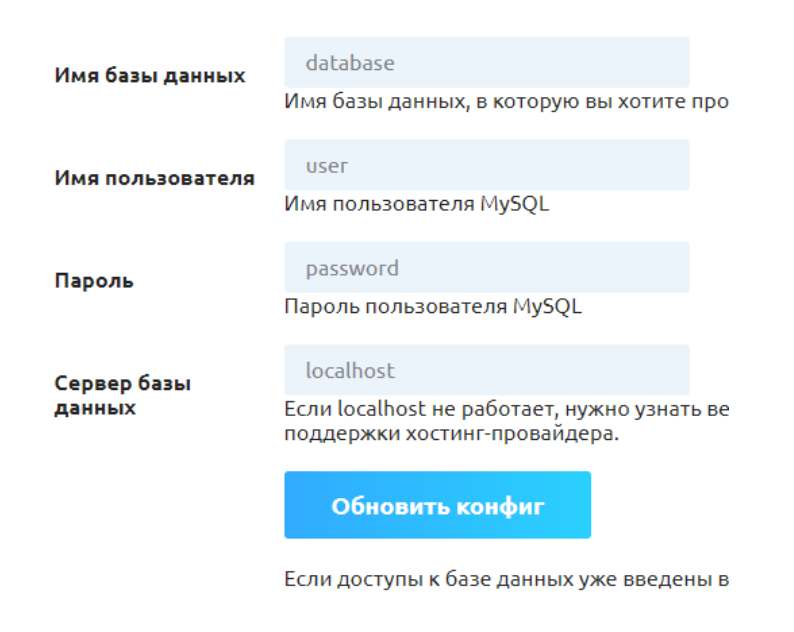 Имя базы данных
database
Имя базы данных, в которую вы хотите про
Имя пользователя
user
Имя пользователя MySQL
Пароль
password
Пароль пользователя MySQL
Сервер базы
данных
localhost
Если localhost не работает, нужно узнать ве
поддержки хостинг-провайдера.
Обновить конфиг
Если доступы к базе данных уже введены в